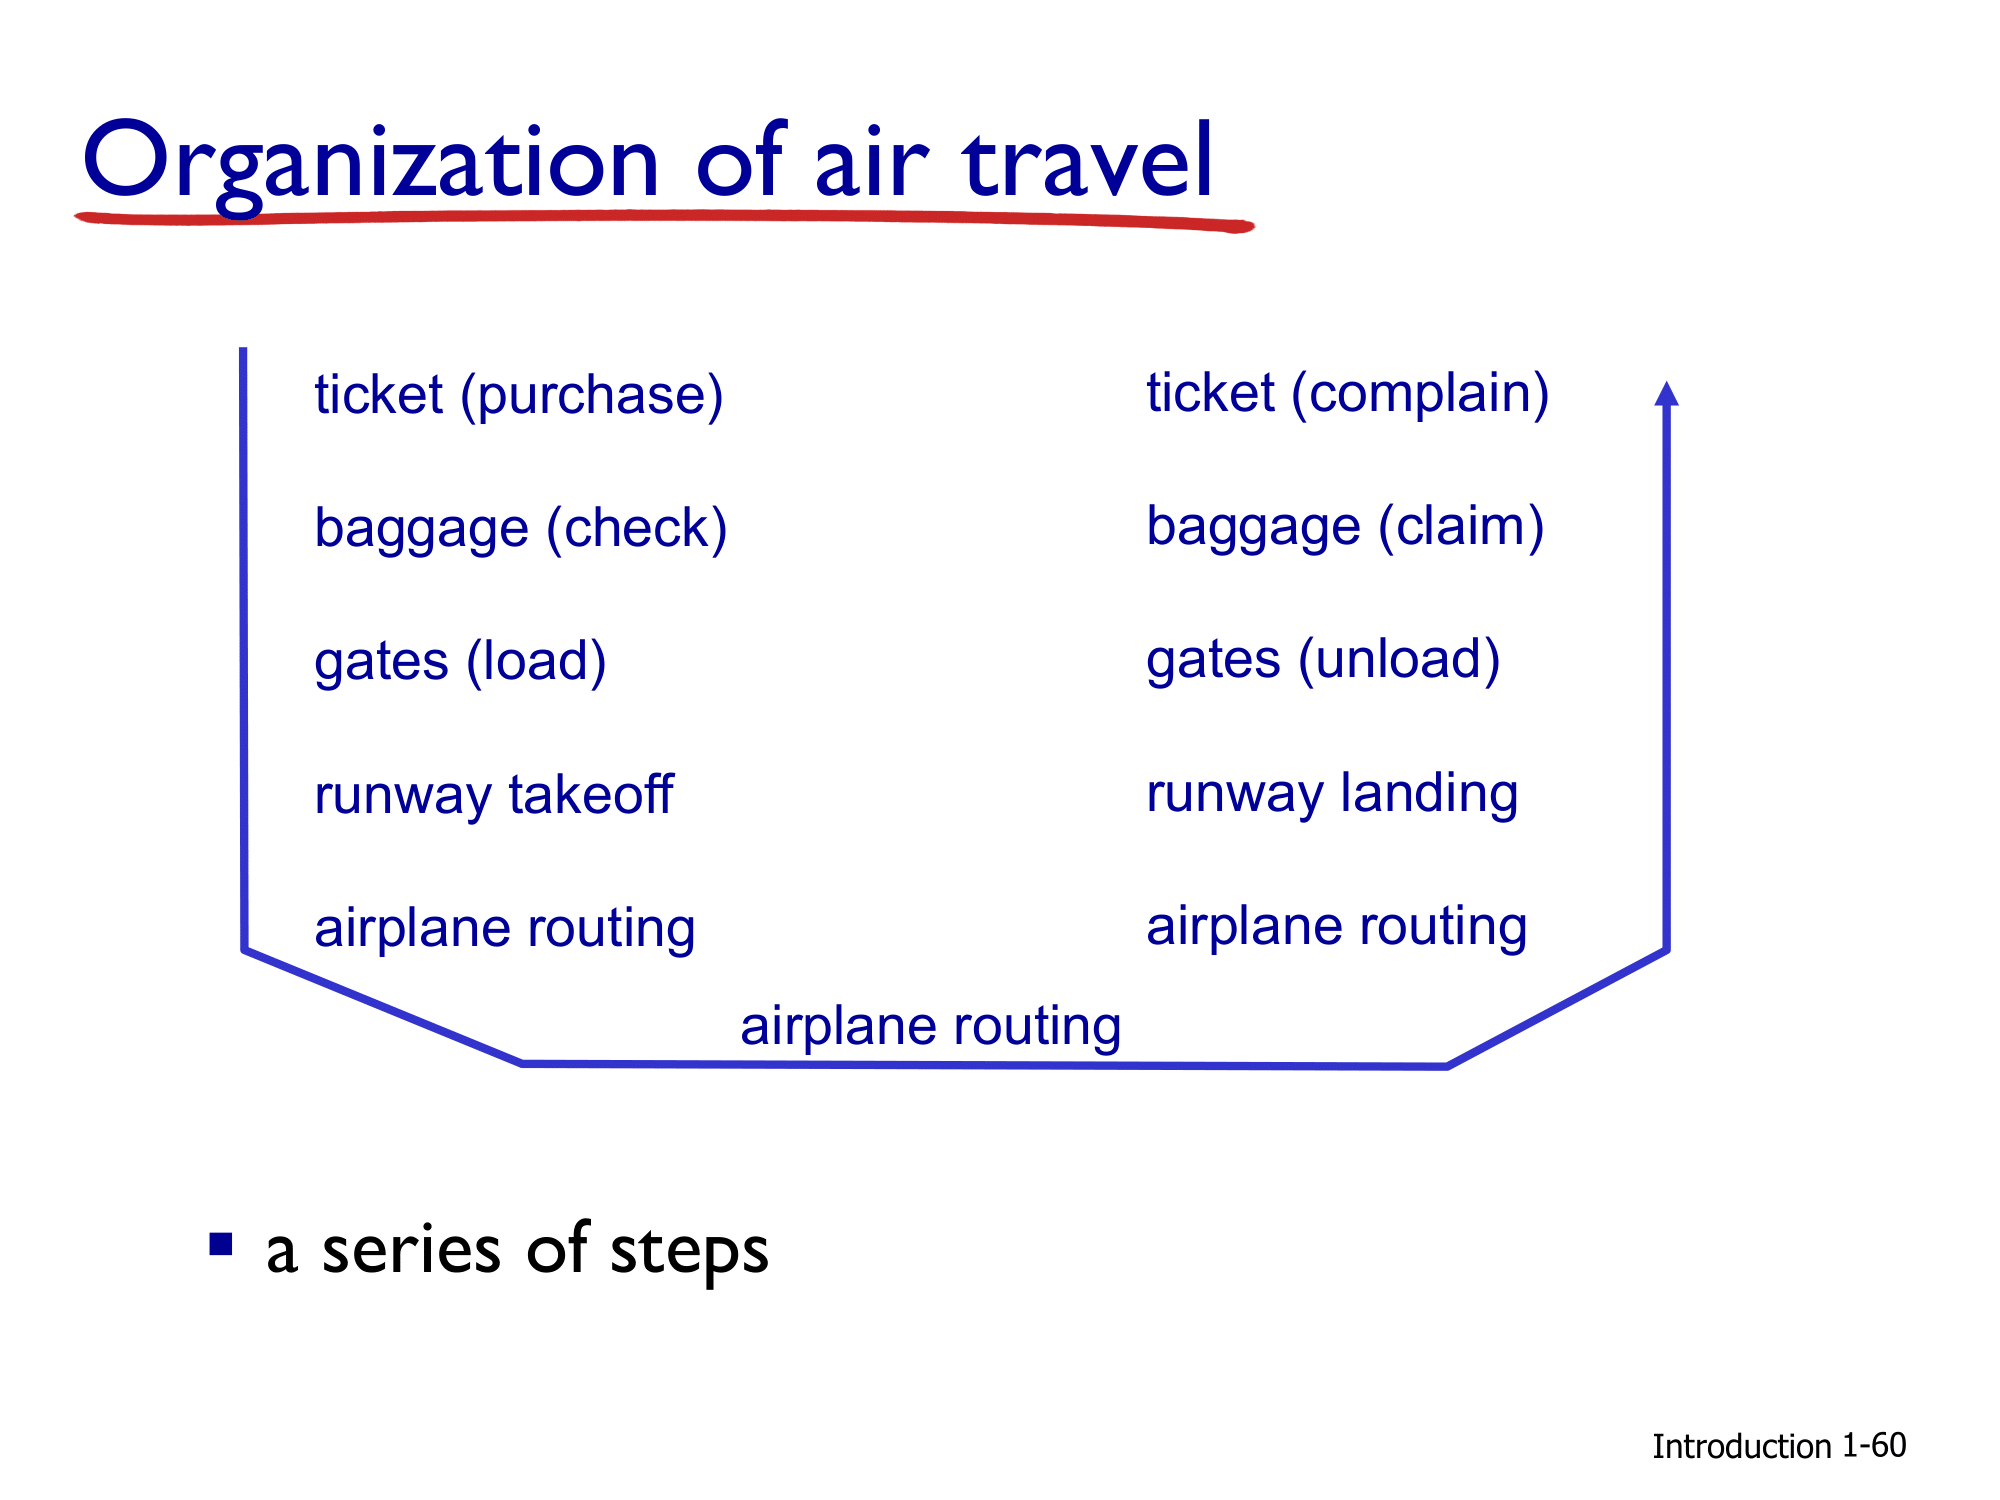 Organization of air travel
ticket (purchase)
baggage (check)
gates (load)
runway takeoff
airplane routing
ticket (complain)
baggage (claim)
gates (unload)
runway landing
airplane routing
airplane routing
a series of steps
Introduction 1-60